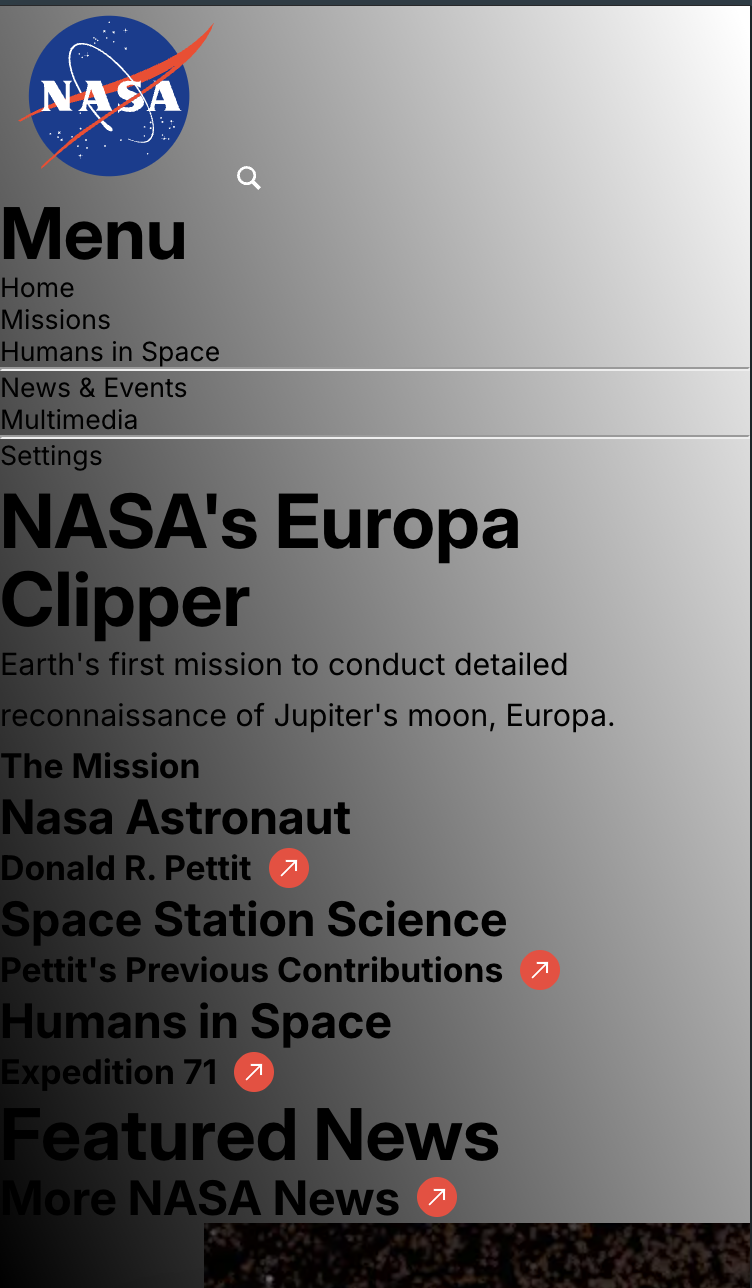 NASA
Menu
Home
Missions
Humans in Space
News & Events
Multimedia
Settings
NASA's Europa
Clipper
Earth's first mission to conduct detailed
reconnaissance of Jupiter's moon, Europa.
The Mission
Nasa Astronaut
Donald R. Pettit
Space Station Science
Pettit's Previous Contributions
Humans in Space
Expedition 71
Featured News
More NASA News